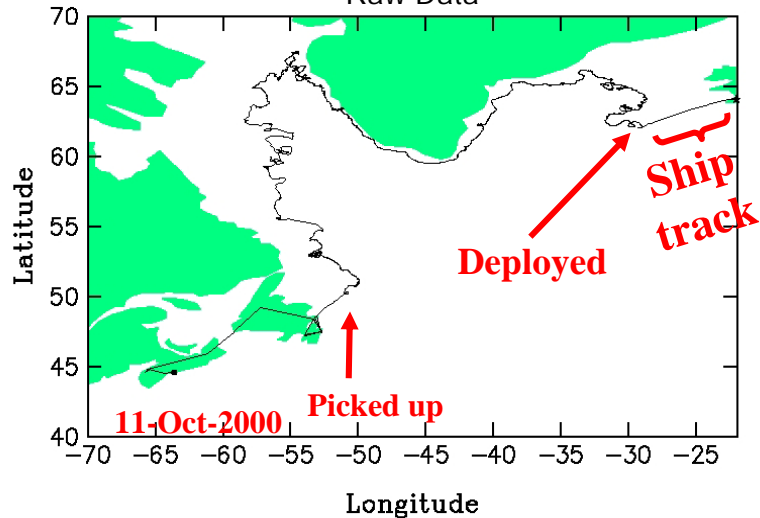 Raw Data
70
65
60
55
50
45
40
Latitude
Ship
track
Deployed
Picked up
11-Oct-2000
−70 −65 −60 −55 −50 −45 −40 −35 −30 −25
Longitude